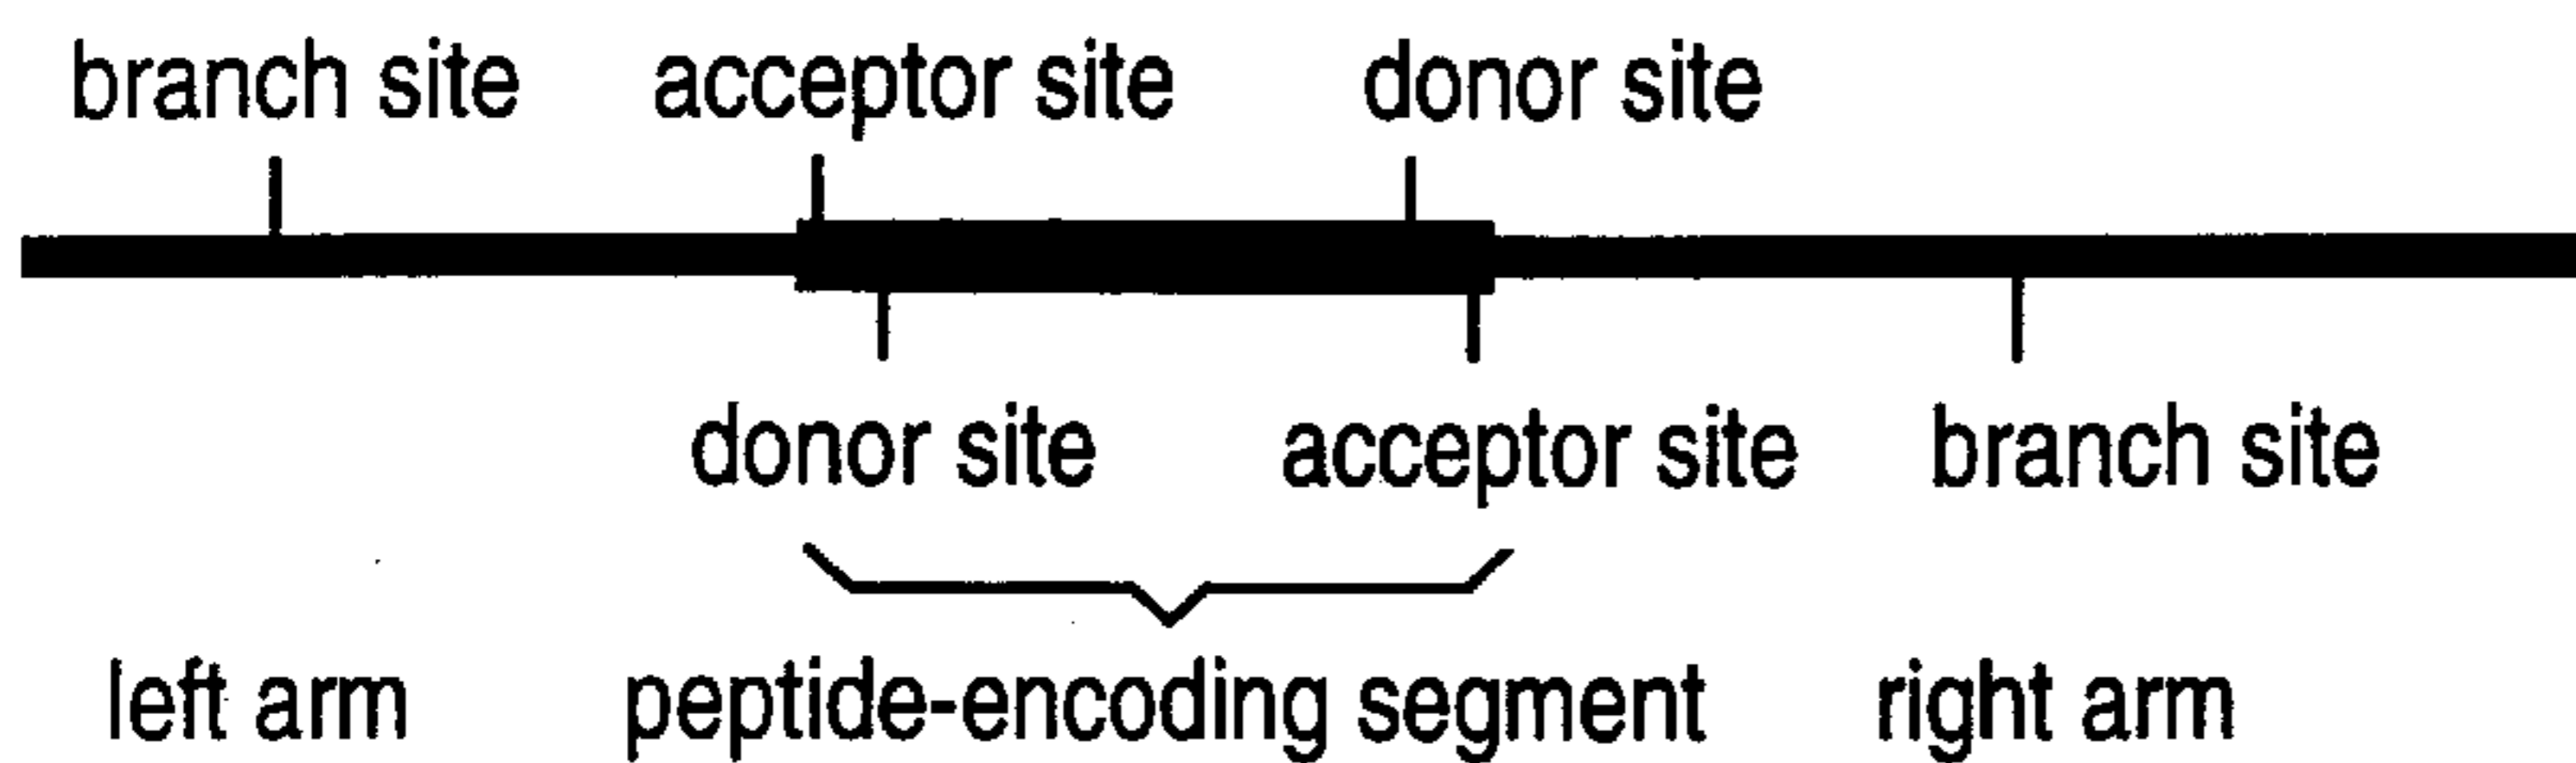 branch site acceptor site donor site
donor site acceptor site branch site
left arm peptide-encoding segment right arm